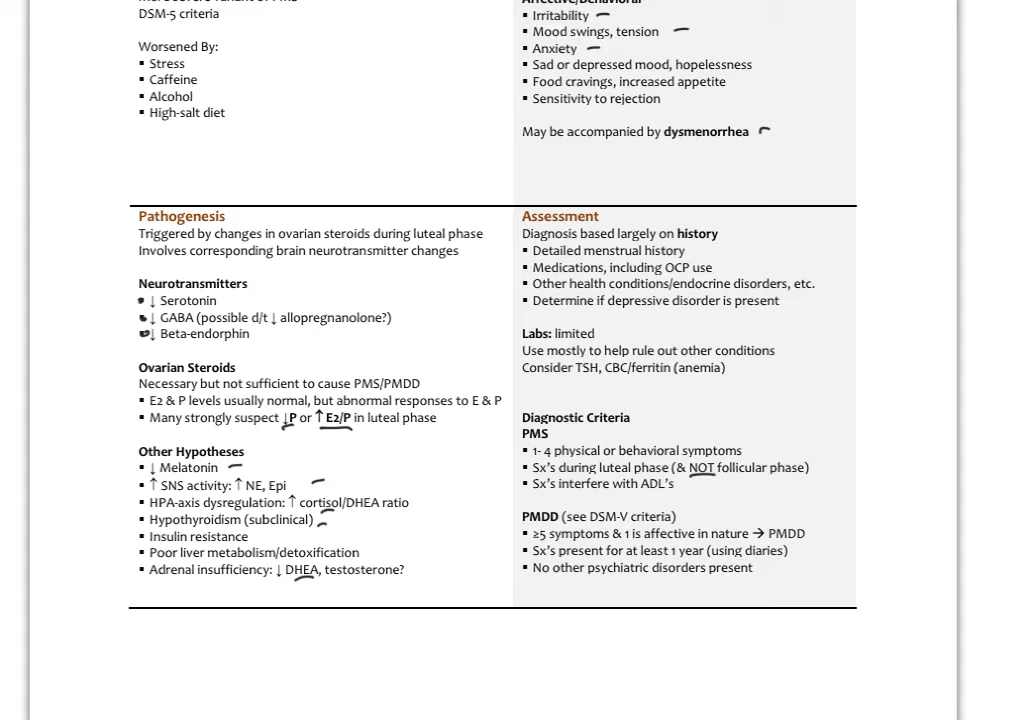 DSM-5 criteria
Worsened By:
▪ Stress
▪ Caffeine
▪ Alcohol
▪ High-salt diet
Affective/Behavioral
▪ Irritability
▪ Mood swings, tension
▪ Anxiety
▪ Sad or depressed mood, hopelessness
▪ Food cravings, increased appetite
▪ Sensitivity to rejection
May be accompanied by dysmenorrhea
Pathogenesis
Triggered by changes in ovarian steroids during luteal phase
Involves corresponding brain neurotransmitter changes
Neurotransmitters
▪ ↓ Serotonin
▪ ↓ GABA (possible d/t ↓ allopregnanolone?)
▪ ↓ Beta-endorphin
Ovarian Steroids
Necessary but not sufficient to cause PMS/PMDD
▪ E2 & P levels usually normal, but abnormal responses to E & P
▪ Many strongly suspect ↓P or ↑E2/P in luteal phase
Other Hypotheses
▪ ↓ Melatonin
▪ ↑ SNS activity: ↑ NE, Epi
▪ HPA-axis dysregulation: ↑ cortisol/DHEA ratio
▪ Hypothyroidism (subclinical)
▪ Insulin resistance
▪ Poor liver metabolism/detoxification
▪ Adrenal insufficiency: ↓ DHEA, testosterone?
Assessment
Diagnosis based largely on history
▪ Detailed menstrual history
▪ Medications, including OCP use
▪ Other health conditions/endocrine disorders, etc.
▪ Determine if depressive disorder is present
Labs: limited
Use mostly to help rule out other conditions
Consider TSH, CBC/ferritin (anemia)
Diagnostic Criteria
PMS
▪ 1- 4 physical or behavioral symptoms
▪ Sx's during luteal phase (& NOT follicular phase)
▪ Sx's interfere with ADL's
PMDD (see DSM-V criteria)
▪ ≥5 symptoms & 1 is affective in nature → PMDD
▪ Sx's present for at least 1 year (using diaries)
▪ No other psychiatric disorders present